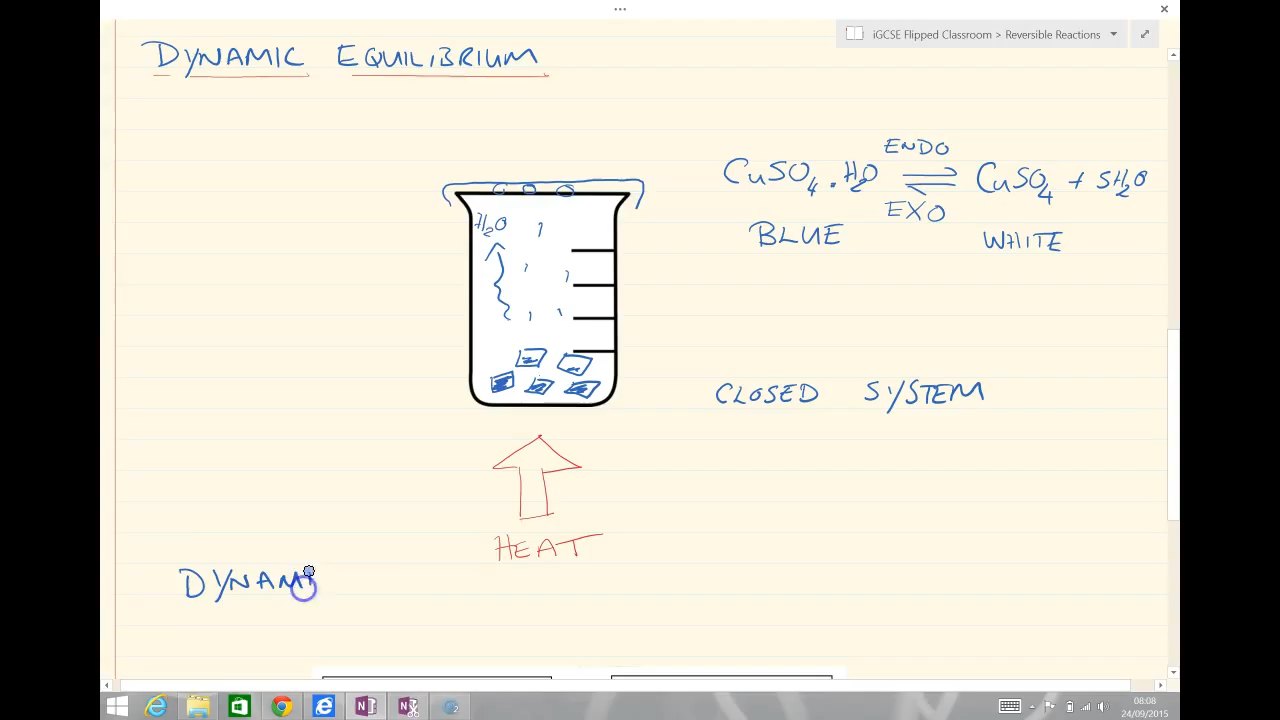 iGCSE Flipped Classroom > Reversible Reactions
DYNAMIC EQUILIBRIUM
ENDO
CuSO4.H2O ⇌ CuSO4 + 5H2O
EXO
BLUE WHITE
H2O
CLOSED SYSTEM
HEAT
DYNAMI
08:08
24/09/2015